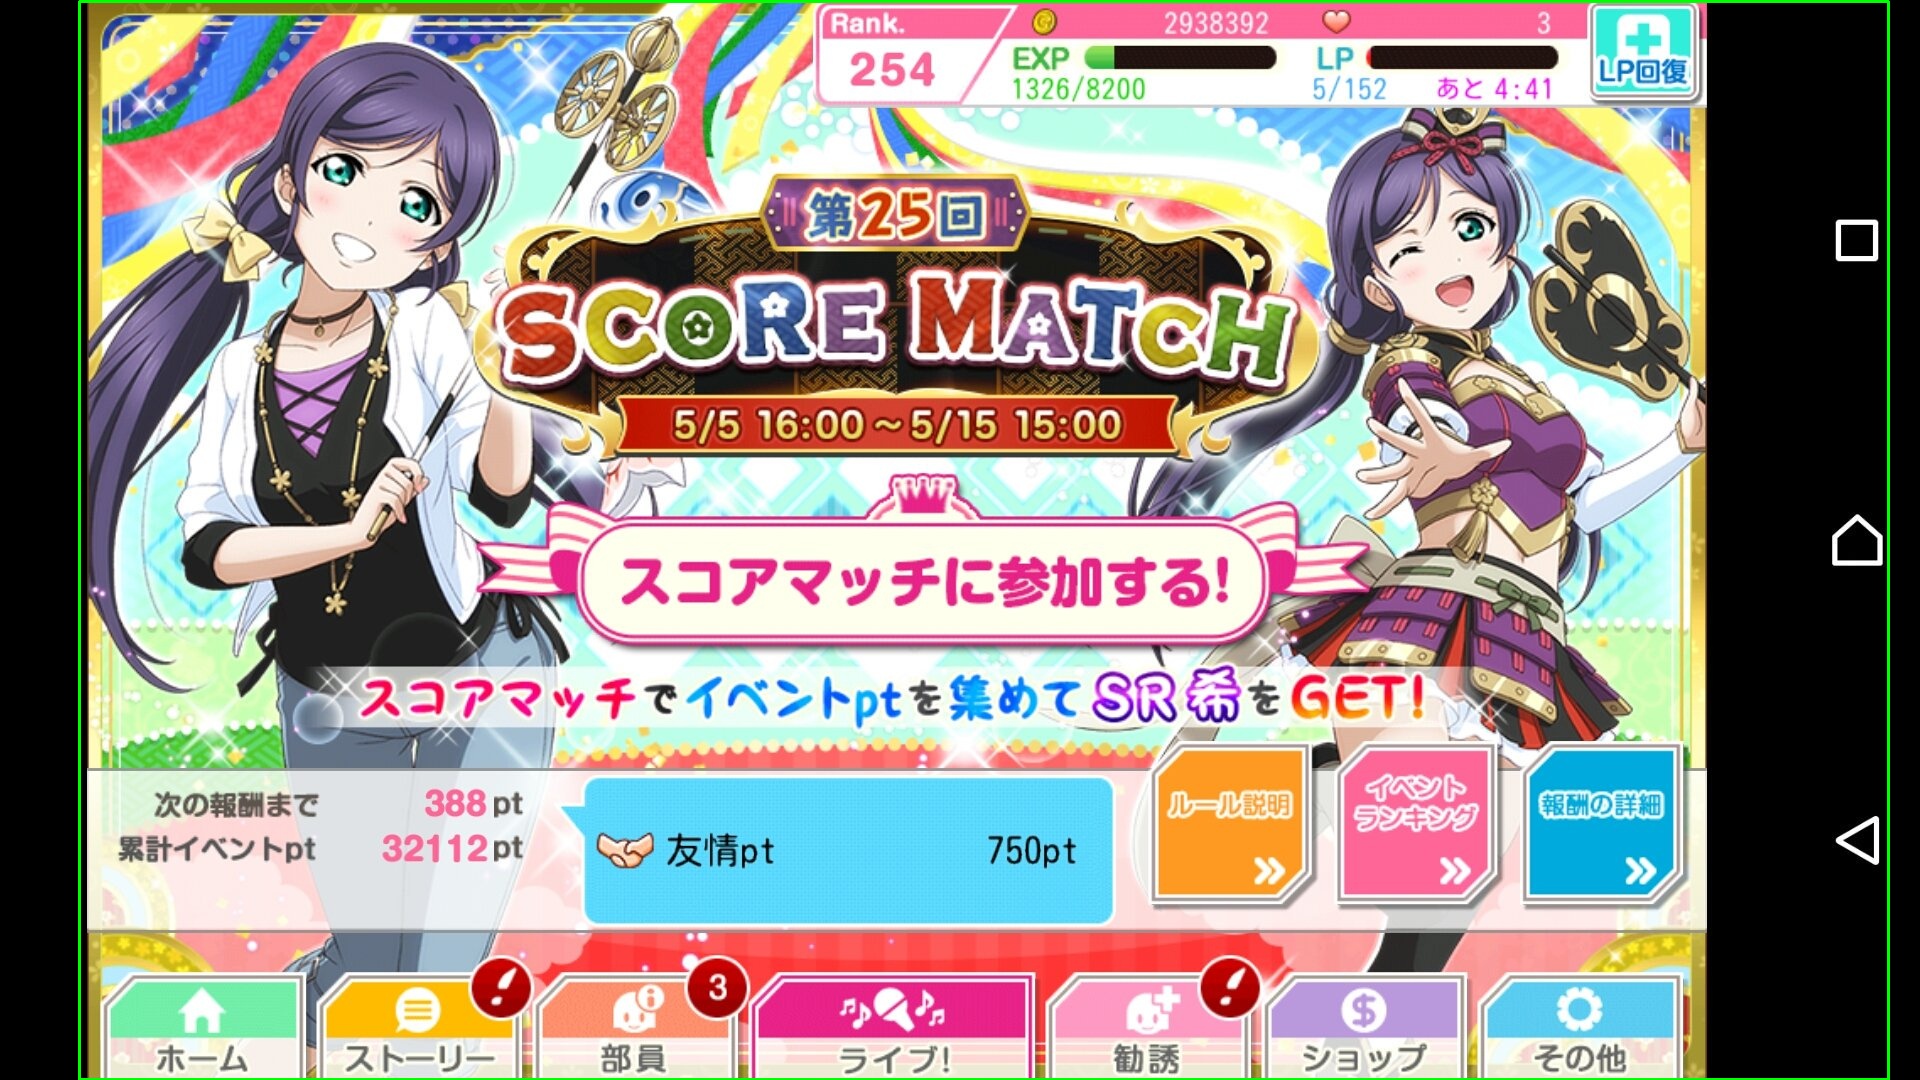 Rank.
254
2938392
3
EXP
1326/8200
LP
5/152
あと 4:41
LP回復
第25回
SCORE MATCH
5/5 16:00～5/15 15:00
スコアマッチに参加する!
スコアマッチでイベントptを集めてSR希をGET!
次の報酬まで 388 pt
累計イベントpt 32112 pt
友情pt 750pt
ルール説明
イベント
ランキング
報酬の詳細
ホーム
ストーリー
3
部員
ライブ!
勧誘
ショップ
その他